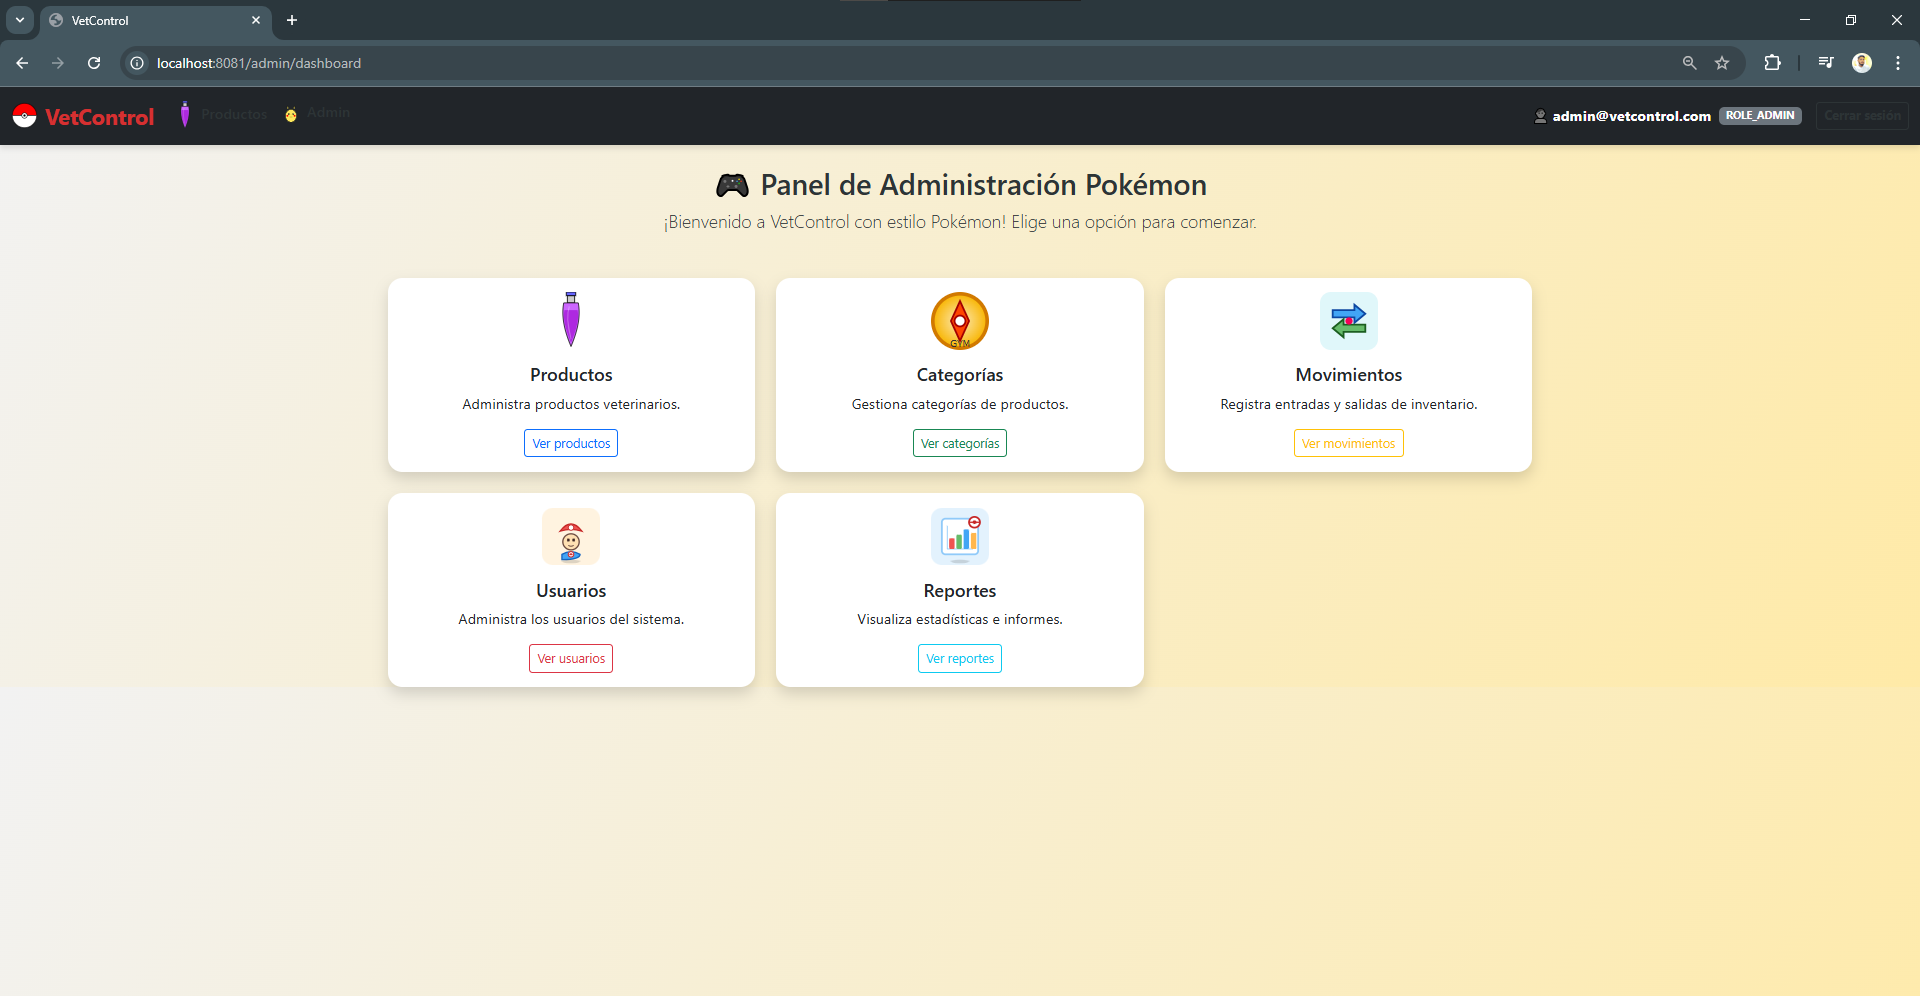 VetControl
localhost:8081/admin/dashboard
VetControl Productos Admin admin@vetcontrol.com ROLE_ADMIN Cerrar sesión
Panel de Administración Pokémon
¡Bienvenido a VetControl con estilo Pokémon! Elige una opción para comenzar.
GYM
Productos
Administra productos veterinarios.
Ver productos
Categorías
Gestiona categorías de productos.
Ver categorías
Movimientos
Registra entradas y salidas de inventario.
Ver movimientos
Usuarios
Administra los usuarios del sistema.
Ver usuarios
Reportes
Visualiza estadísticas e informes.
Ver reportes